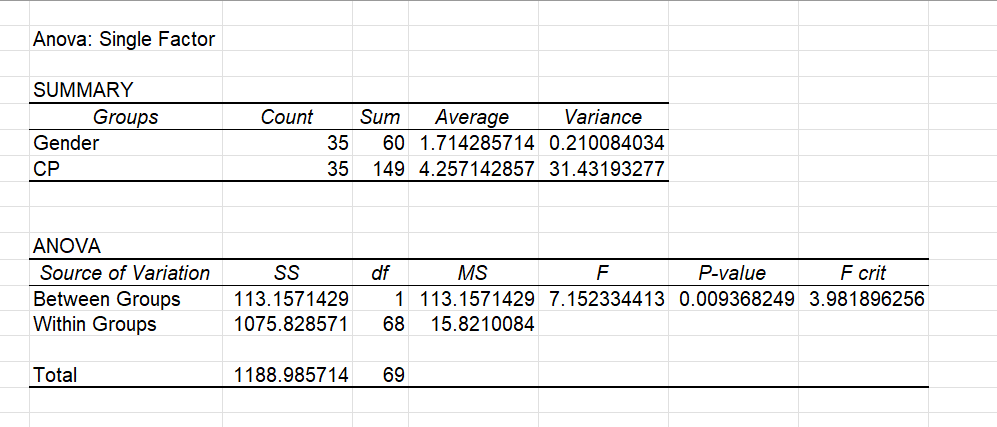 Anova: Single Factor
SUMMARY
Groups Count Sum Average Variance
Gender 35 60 1.714285714 0.210084034
CP 35 149 4.257142857 31.43193277
ANOVA
Source of Variation SS df MS F P-value F crit
Between Groups 113.1571429 1 113.1571429 7.152334413 0.009368249 3.981896256
Within Groups 1075.828571 68 15.8210084
Total 1188.985714 69